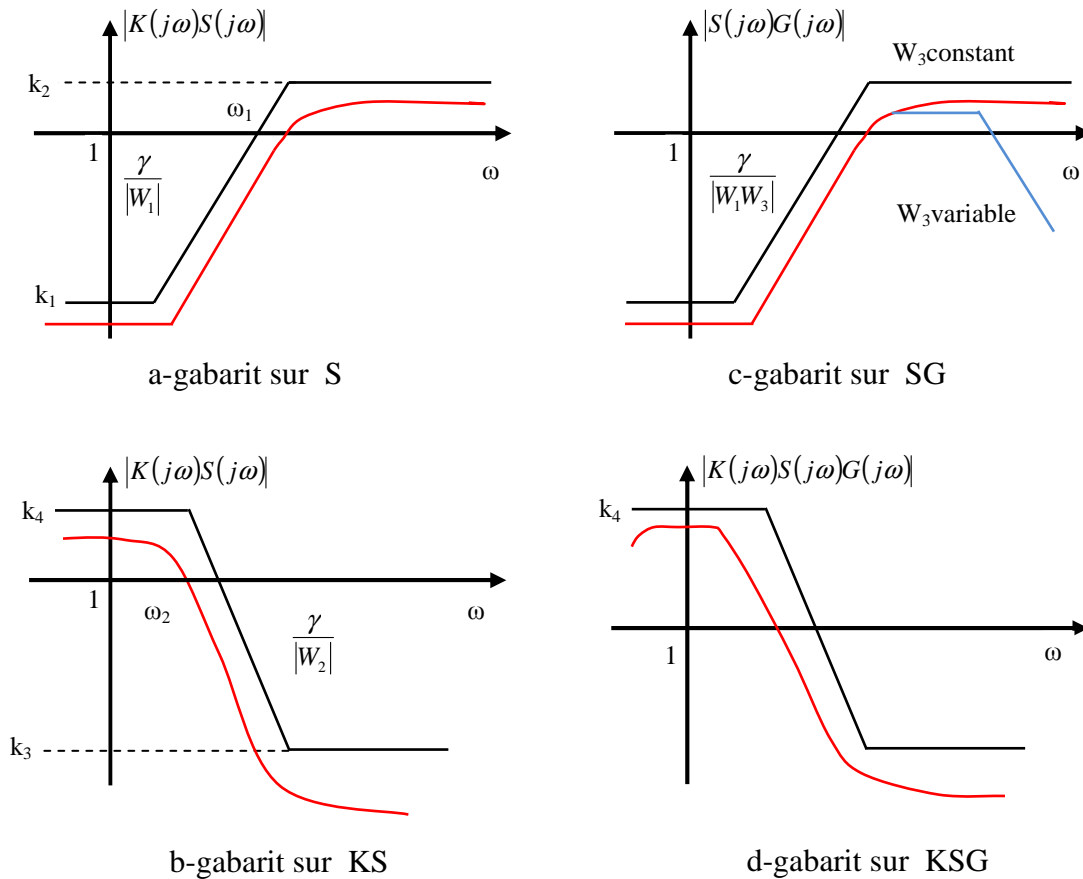 |K(jω)S(jω)|
k₂
ω₁
1
ω
γ/|W₁|
k₁
a-gabarit sur S
|S(jω)G(jω)|
W₃constant
1
ω
γ/|W₁W₃|
W₃variable
c-gabarit sur SG
|K(jω)S(jω)|
k₄
1
ω₂
ω
γ/|W₂|
k₃
b-gabarit sur KS
|K(jω)S(jω)G(jω)|
k₄
1
ω
d-gabarit sur KSG